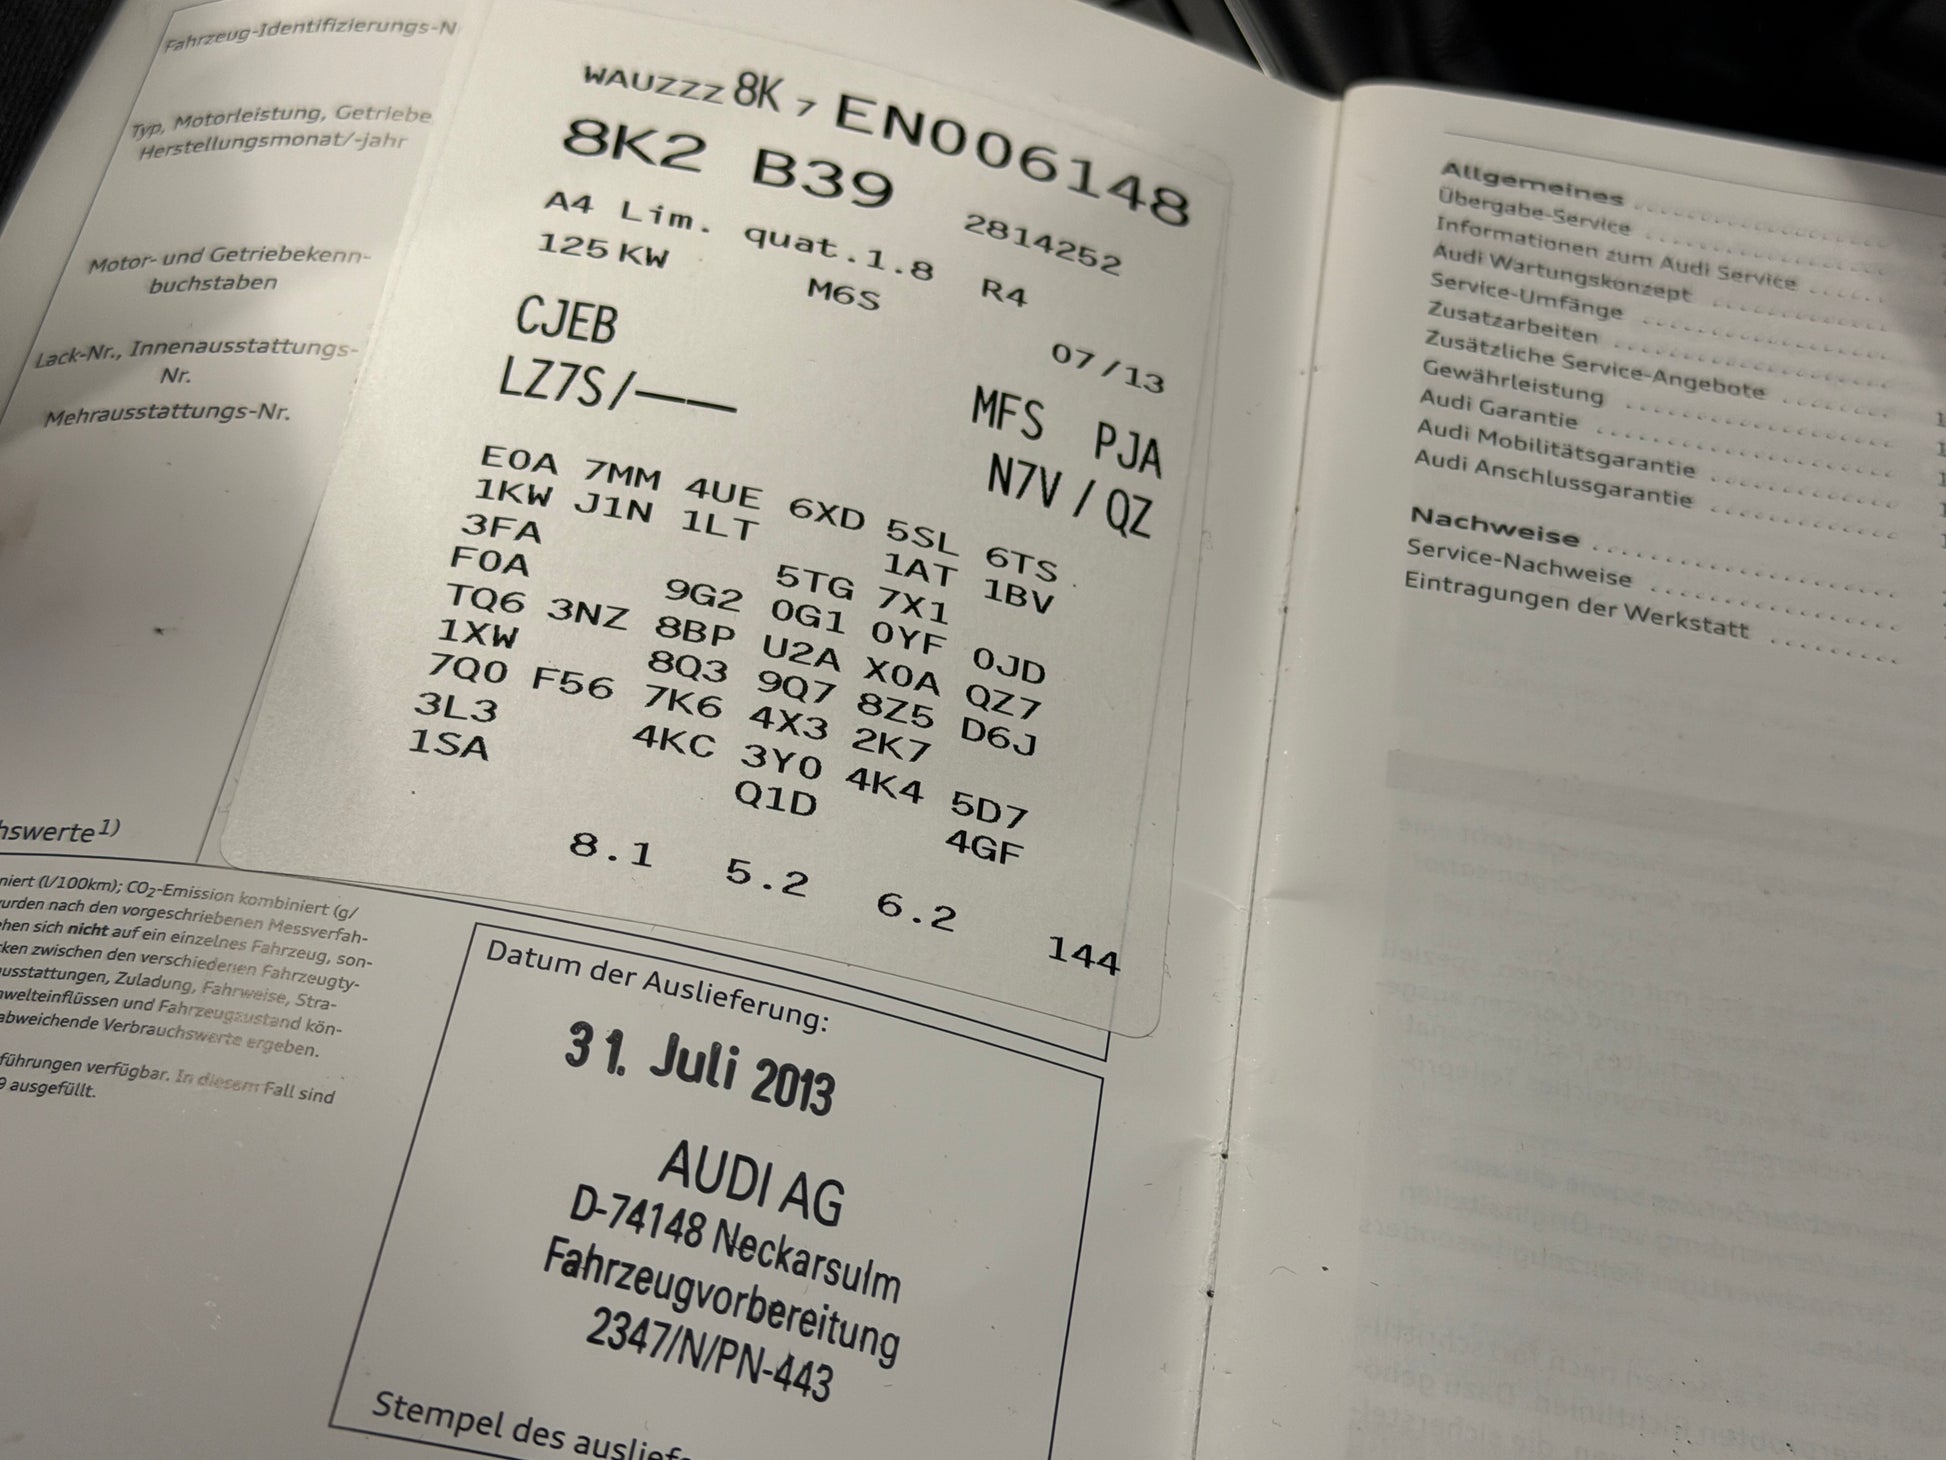 Fahrzeug-Identifizierungs-N
Typ, Motorleistung, Getriebe
Herstellungsmonat/-jahr
Motor- und Getriebekenn-
buchstaben
Lack-Nr., Innenausstattungs-
Nr.
Mehrausstattungs-Nr.
WAUZZZ 8K 7 EN006148
8K2 B39 2814252
A4 Lim. quat.1.8 R4
125 KW M6S 07/13
CJEB MFS PJA
LZ7S/—— N7V / QZ
E0A 7MM 4UE 6XD 5SL 6TS
1KW J1N 1LT 1AT 1BV
3FA 5TG 7X1
F0A 9G2 0G1 0YF 0JD
TQ6 3NZ 8BP U2A X0A QZ7
1XW 8Q3 9Q7 8Z5 D6J
7Q0 F56 7K6 4X3 2K7
3L3 4KC 3Y0 4K4 5D7
1SA Q1D 4GF
8.1 5.2 6.2 144
hswerte1)
niert (l/100km); CO2-Emission kombiniert (g/
wurden nach den vorgeschriebenen Messverfah-
ehen sich nicht auf ein einzelnes Fahrzeug, son-
cken zwischen den verschiedenen Fahrzeugty-
usstattungen, Zuladung, Fahrweise, Stra-
mwelteinflüssen und Fahrzeugzustand kön-
abweichende Verbrauchswerte ergeben.
führungen verfügbar. In diesem Fall sind
9 ausgefüllt.
Datum der Auslieferung:
31. Juli 2013
AUDI AG
D-74148 Neckarsulm
Fahrzeugvorbereitung
2347/N/PN-443
Stempel des auslief
Allgemeines
Übergabe-Service
Informationen zum Audi Service
Audi Wartungskonzept
Service-Umfänge
Zusatzarbeiten
Zusätzliche Service-Angebote
Gewährleistung
Audi Garantie
Audi Mobilitätsgarantie
Audi Anschlussgarantie
Nachweise
Service-Nachweise
Eintragungen der Werkstatt